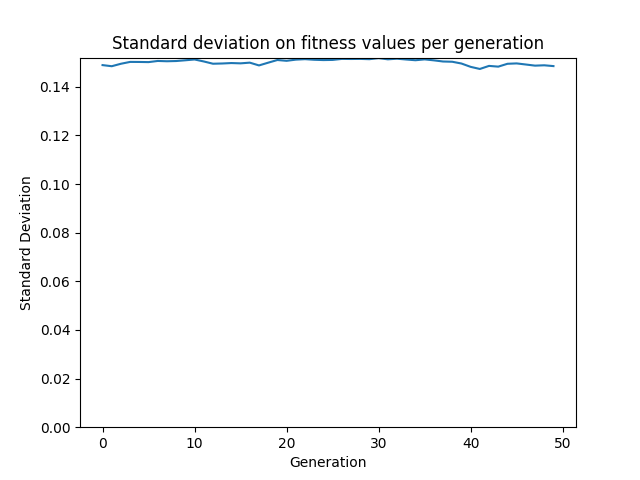 Standard deviation on fitness values per generation
0.14
0.12
0.10
0.08
0.06
0.04
0.02
0.00
Standard Deviation
0 10 20 30 40 50
Generation